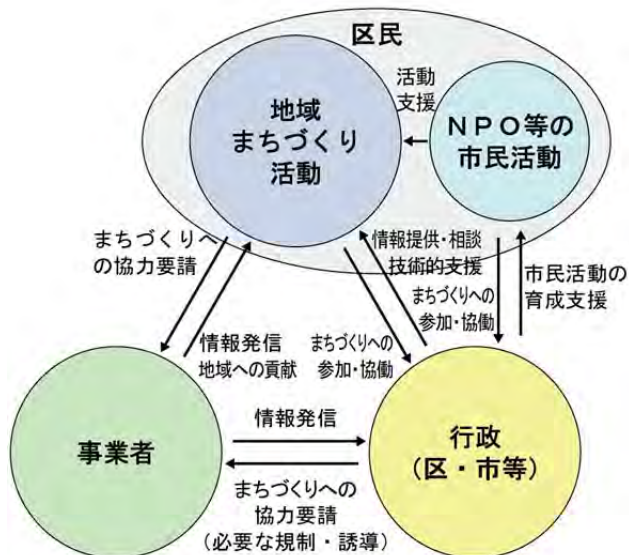 区民
地域
まちづくり
活動
活動
支援
ＮＰＯ等の
市民活動
まちづくりへ
の協力要請
情報提供・相談
技術的支援
まちづくりへの
参加・協働
市民活動の
育成支援
情報発信
地域への貢献
まちづくりへの
参加・協働
事業者
情報発信
行政
（区・市等）
まちづくりへの
協力要請
（必要な規制・誘導）